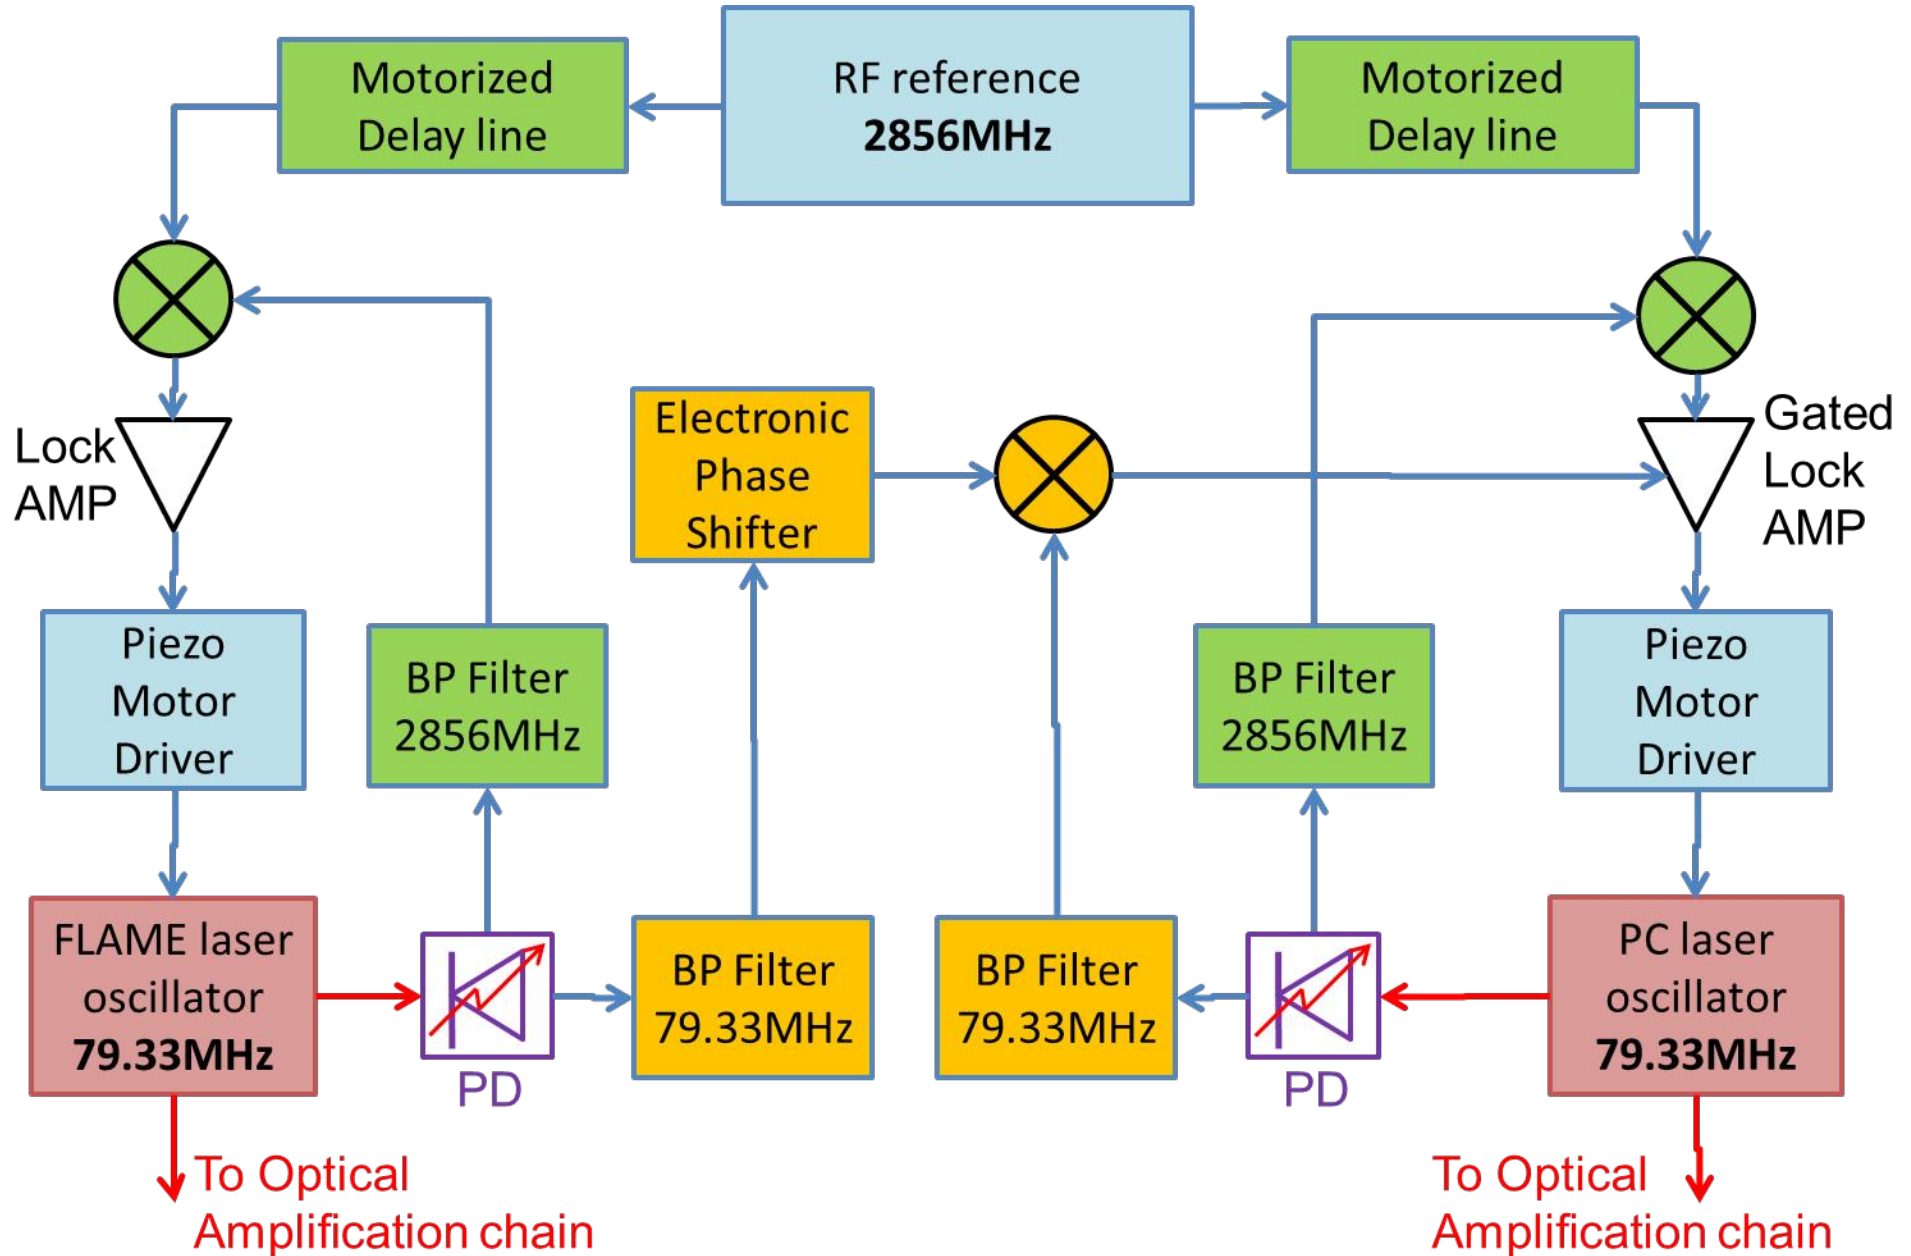 Motorized
Delay line
RF reference
2856MHz
Motorized
Delay line
Lock
AMP
Electronic
Phase
Shifter
Gated
Lock
AMP
Piezo
Motor
Driver
BP Filter
2856MHz
BP Filter
2856MHz
Piezo
Motor
Driver
FLAME laser
oscillator
79.33MHz
PD
BP Filter
79.33MHz
BP Filter
79.33MHz
PD
PC laser
oscillator
79.33MHz
To Optical
Amplification chain
To Optical
Amplification chain